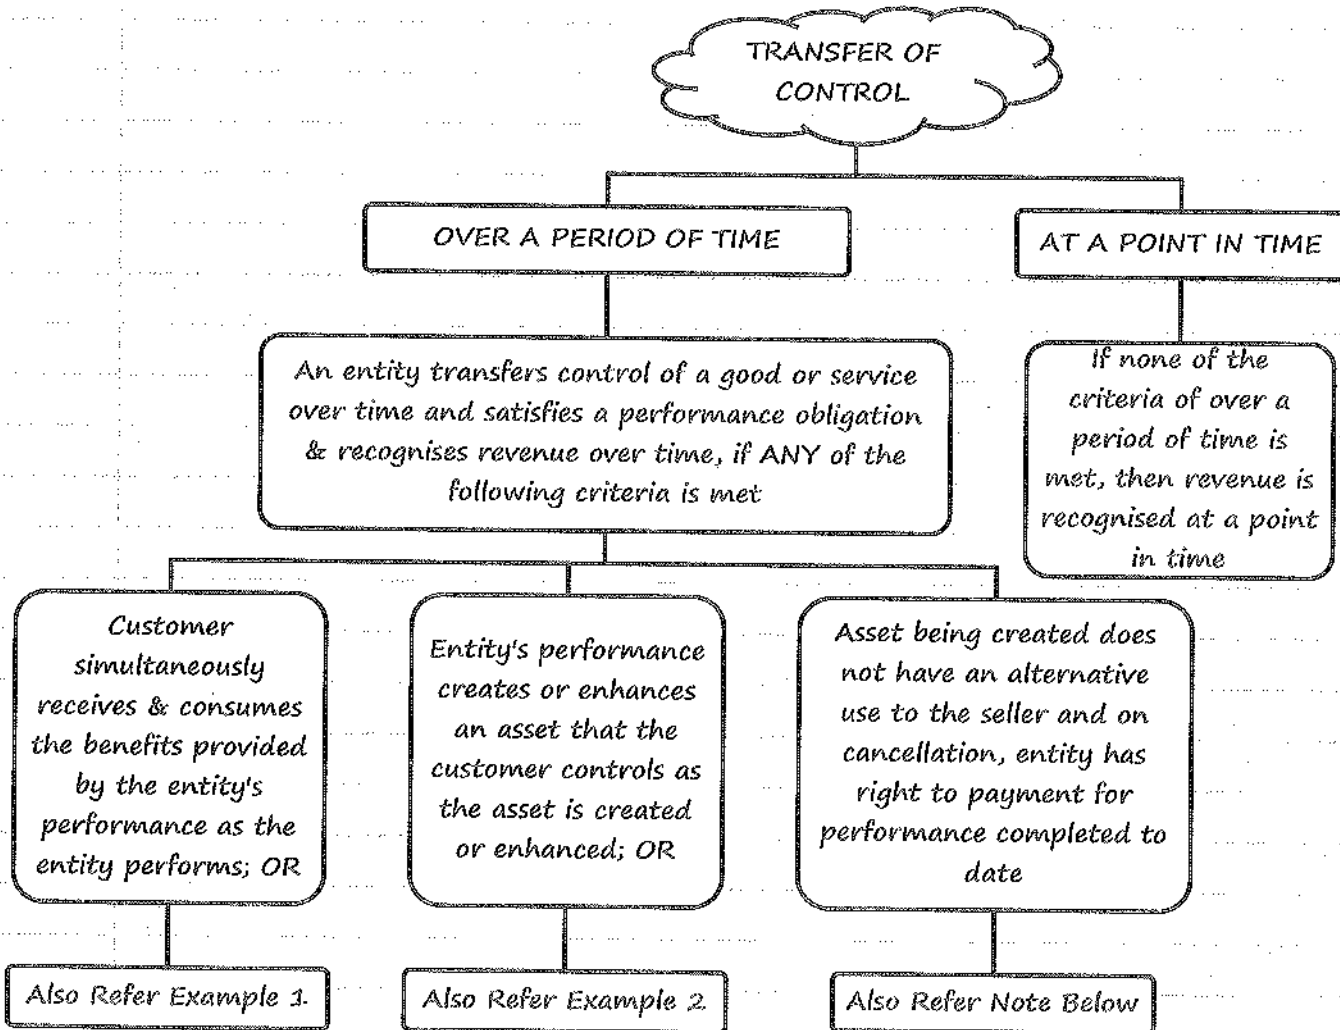 TRANSFER OF
CONTROL
OVER A PERIOD OF TIME
AT A POINT IN TIME
An entity transfers control of a good or service
over time and satisfies a performance obligation
& recognises revenue over time, if ANY of the
following criteria is met
If none of the
criteria of over a
period of time is
met, then revenue is
recognised at a point
in time
Customer
simultaneously
receives & consumes
the benefits provided
by the entity's
performance as the
entity performs; OR
Entity's performance
creates or enhances
an asset that the
customer controls as
the asset is created
or enhanced; OR
Asset being created does
not have an alternative
use to the seller and on
cancellation, entity has
right to payment for
performance completed to
date
Also Refer Example 1
Also Refer Example 2
Also Refer Note Below